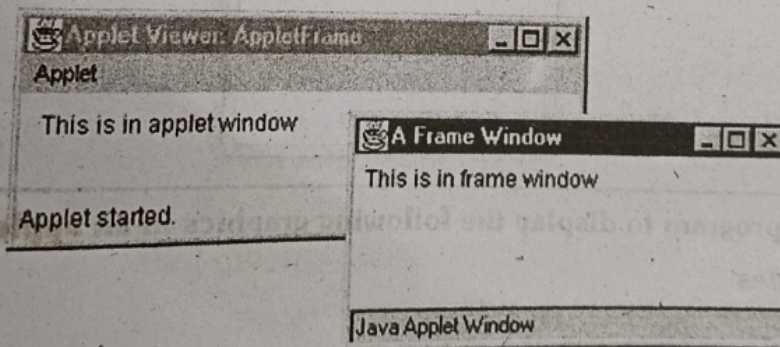 Applet Viewer: AppletFrame
Applet
This is in applet window
Applet started.
A Frame Window
This is in frame window
Java Applet Window